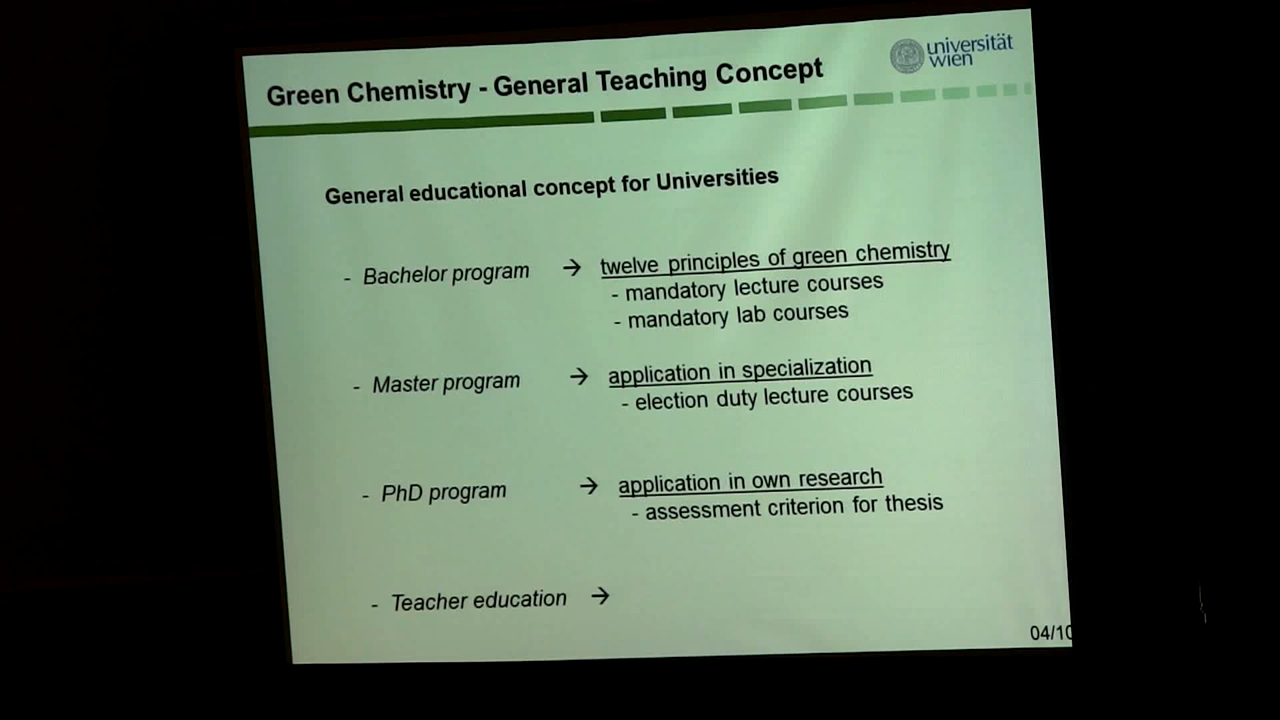 Green Chemistry - General Teaching Concept
universität
wien
General educational concept for Universities
- Bachelor program → twelve principles of green chemistry
- mandatory lecture courses
- mandatory lab courses
- Master program → application in specialization
- election duty lecture courses
- PhD program → application in own research
- assessment criterion for thesis
- Teacher education →
04/10